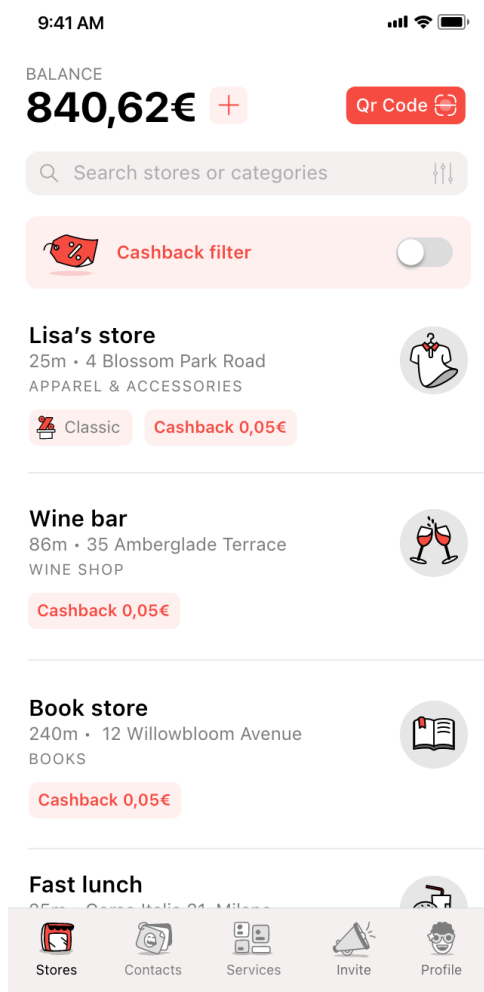 9:41 AM
BALANCE
840,62€ +
Qr Code
Search stores or categories
% Cashback filter
Lisa's store
25m • 4 Blossom Park Road
APPAREL & ACCESSORIES
% Classic Cashback 0,05€
Wine bar
86m • 35 Amberglade Terrace
WINE SHOP
Cashback 0,05€
Book store
240m • 12 Willowbloom Avenue
BOOKS
Cashback 0,05€
Fast lunch
Stores Contacts Services Invite Profile